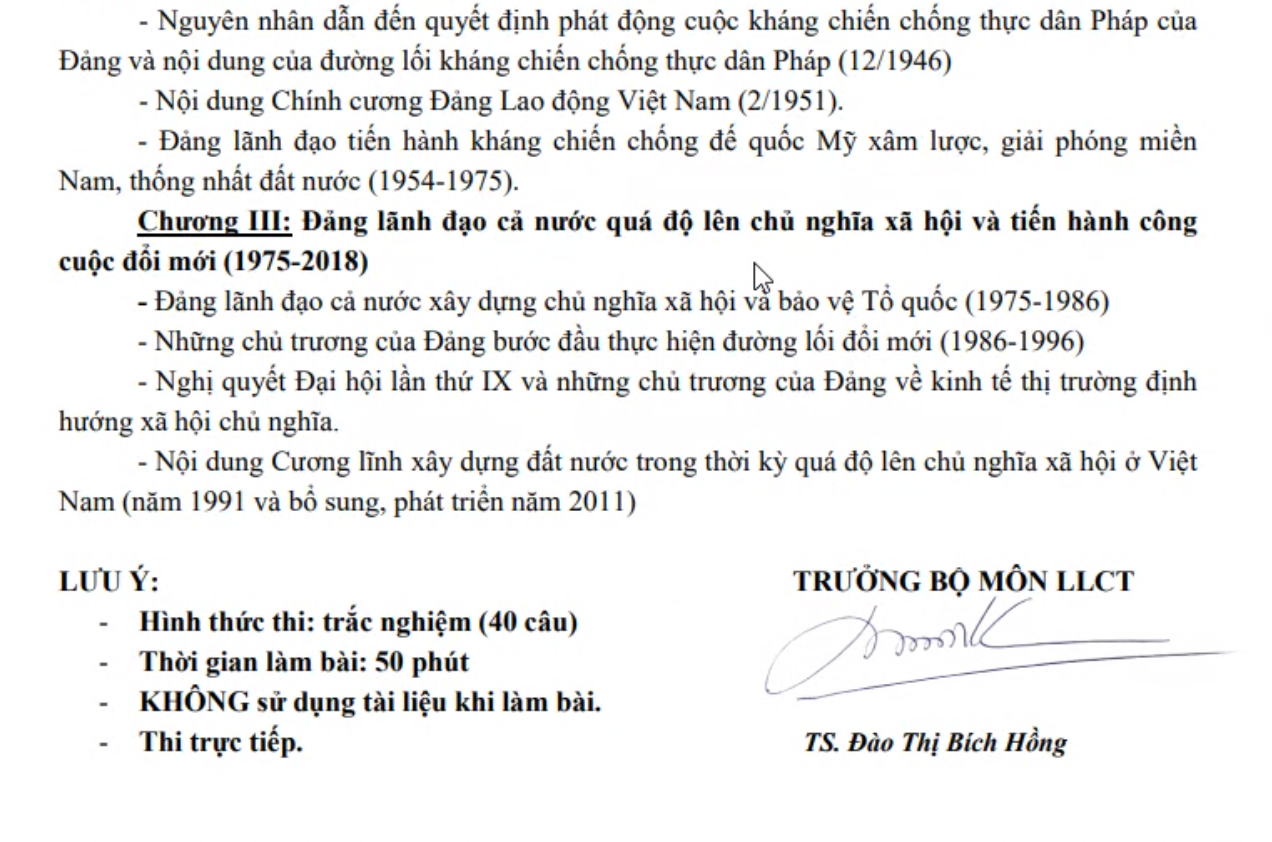 - Nguyên nhân dẫn đến quyết định phát động cuộc kháng chiến chống thực dân Pháp của
Đảng và nội dung của đường lối kháng chiến chống thực dân Pháp (12/1946)
- Nội dung Chính cương Đảng Lao động Việt Nam (2/1951).
- Đảng lãnh đạo tiến hành kháng chiến chống đế quốc Mỹ xâm lược, giải phóng miền
Nam, thống nhất đất nước (1954-1975).
Chương III: Đảng lãnh đạo cả nước quá độ lên chủ nghĩa xã hội và tiến hành công
cuộc đổi mới (1975-2018)
- Đảng lãnh đạo cả nước xây dựng chủ nghĩa xã hội và bảo vệ Tổ quốc (1975-1986)
- Những chủ trương của Đảng bước đầu thực hiện đường lối đổi mới (1986-1996)
- Nghị quyết Đại hội lần thứ IX và những chủ trương của Đảng về kinh tế thị trường định
hướng xã hội chủ nghĩa.
- Nội dung Cương lĩnh xây dựng đất nước trong thời kỳ quá độ lên chủ nghĩa xã hội ở Việt
Nam (năm 1991 và bổ sung, phát triển năm 2011)
LƯU Ý:
- Hình thức thi: trắc nghiệm (40 câu)
- Thời gian làm bài: 50 phút
- KHÔNG sử dụng tài liệu khi làm bài.
- Thi trực tiếp.
TRƯỞNG BỘ MÔN LLCT
TS. Đào Thị Bích Hồng